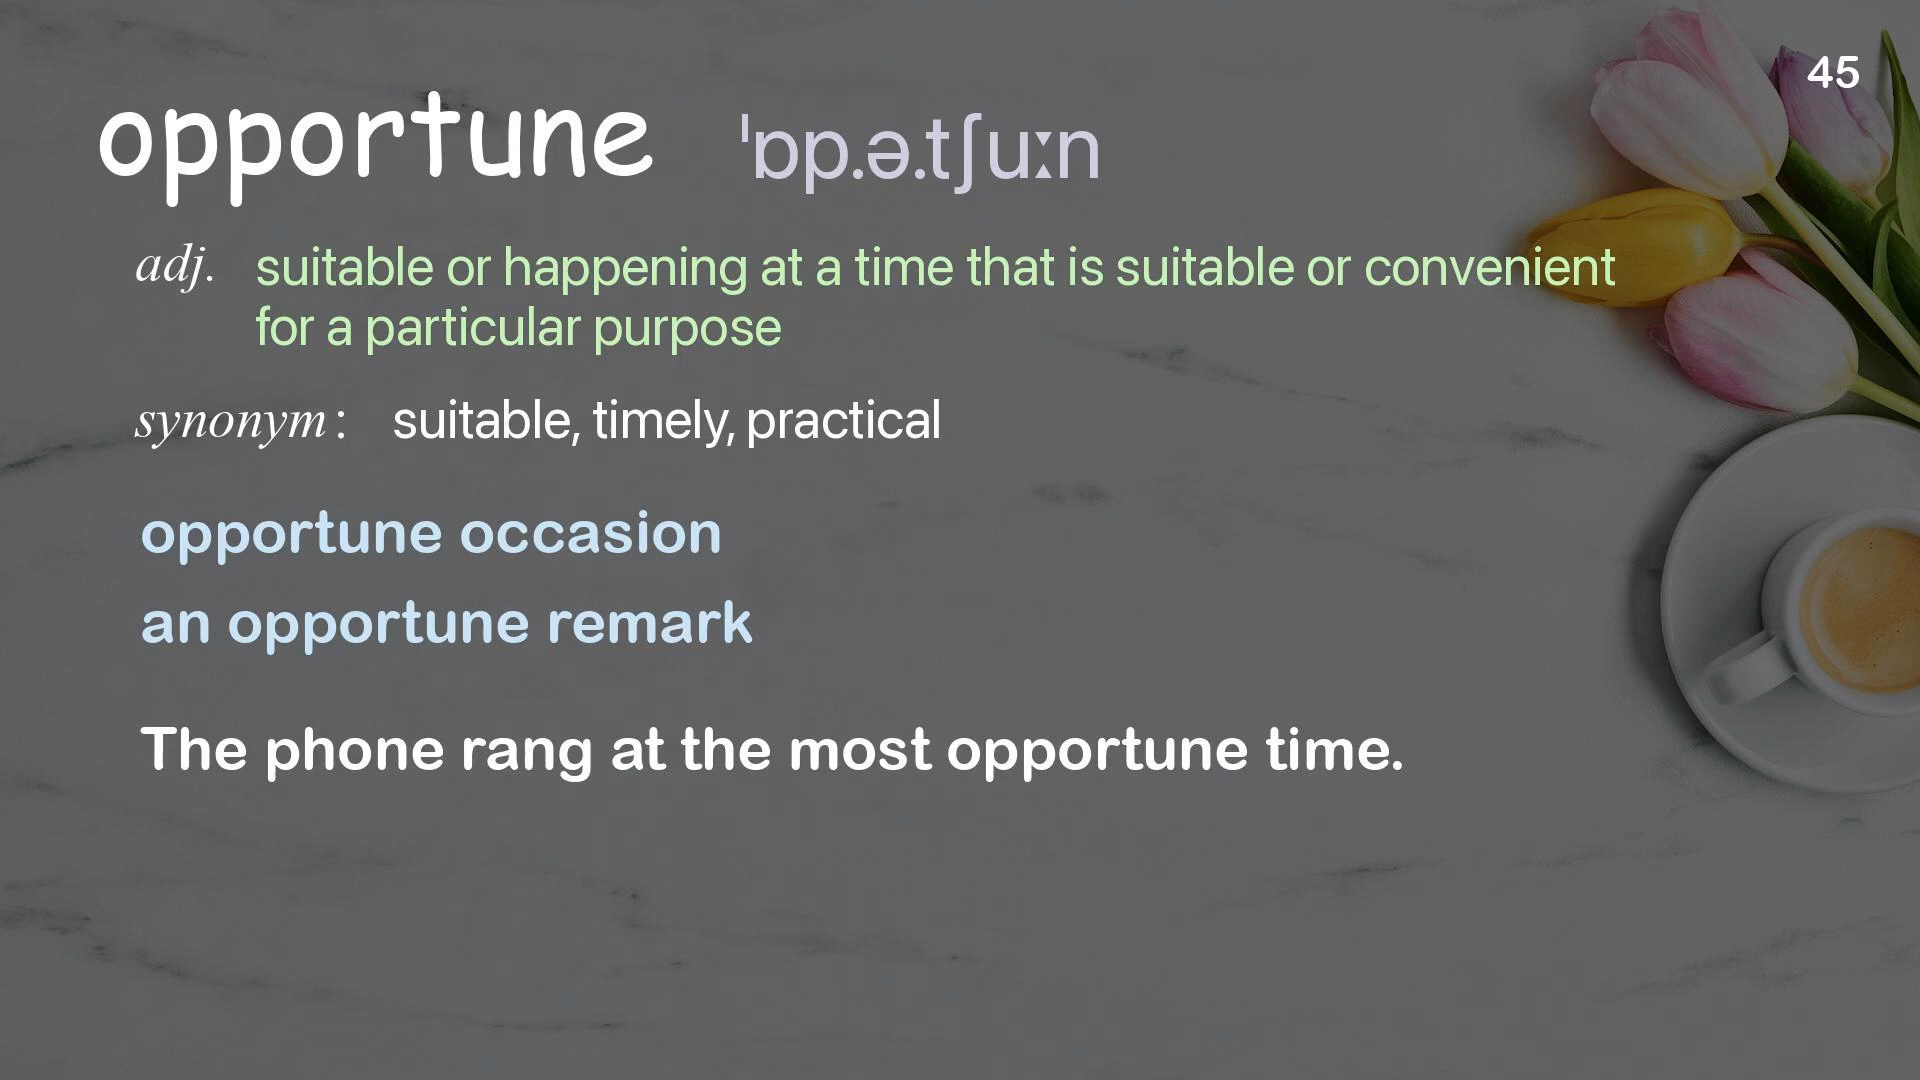 45
opportune ˈɒp.ə.tʃuːn
adj. suitable or happening at a time that is suitable or convenient
for a particular purpose
synonym: suitable, timely, practical
opportune occasion
an opportune remark
The phone rang at the most opportune time.